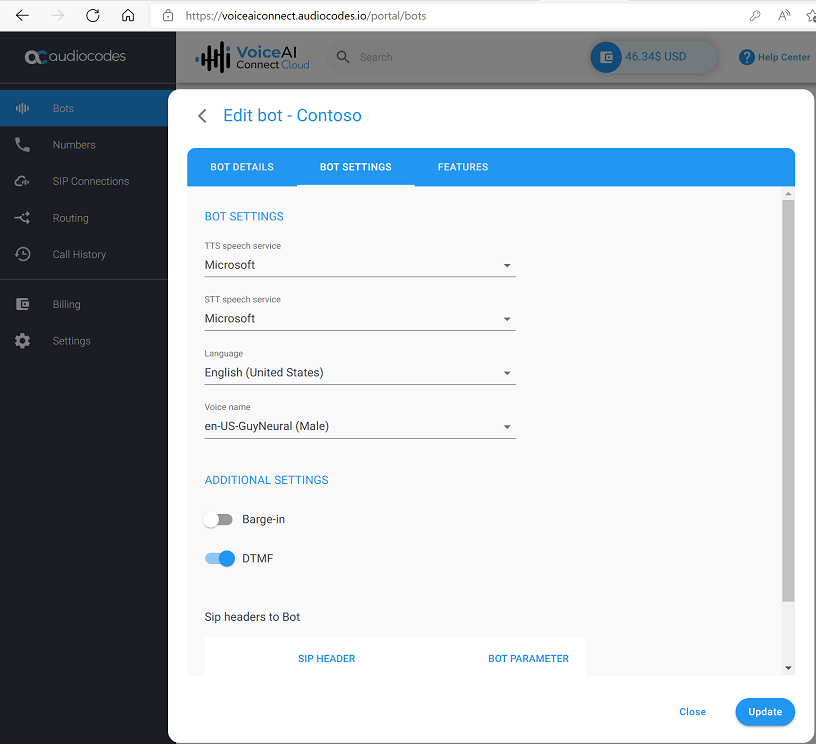 https://voiceaiconnect.audiocodes.io/portal/bots
audiocodes
VoiceAI
Connect Cloud
Search
46.34$ USD
Help Center
Bots
Numbers
SIP Connections
Routing
Call History
Billing
Settings
Edit bot - Contoso
BOT DETAILS
BOT SETTINGS
FEATURES
BOT SETTINGS
TTS speech service
Microsoft
STT speech service
Microsoft
Language
English (United States)
Voice name
en-US-GuyNeural (Male)
ADDITIONAL SETTINGS
Barge-in
DTMF
Sip headers to Bot
SIP HEADER
BOT PARAMETER
Close
Update